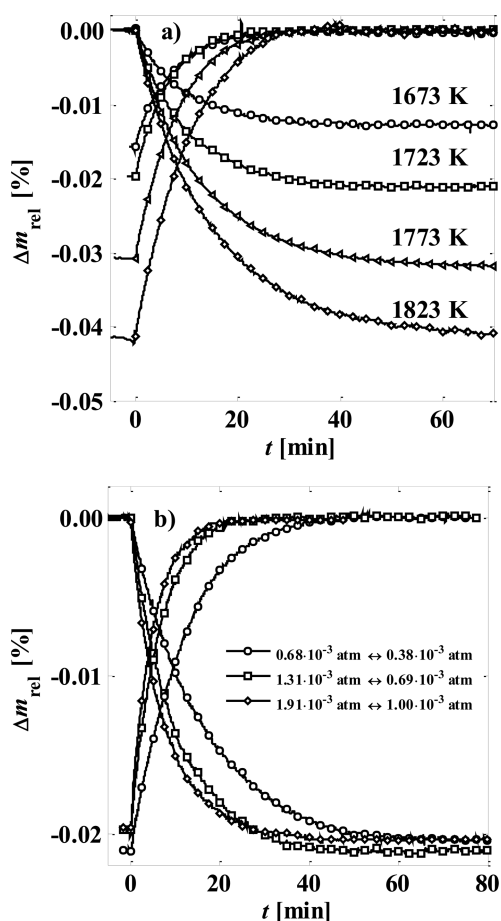 a)
0.00
-0.01
-0.02
-0.03
-0.04
-0.05
Δm_rel [%]
1673 K
1723 K
1773 K
1823 K
0 20 40 60
t [min]
b)
0.00
-0.01
-0.02
Δm_rel [%]
0.68·10⁻³ atm ↔ 0.38·10⁻³ atm
1.31·10⁻³ atm ↔ 0.69·10⁻³ atm
1.91·10⁻³ atm ↔ 1.00·10⁻³ atm
0 20 40 60 80
t [min]